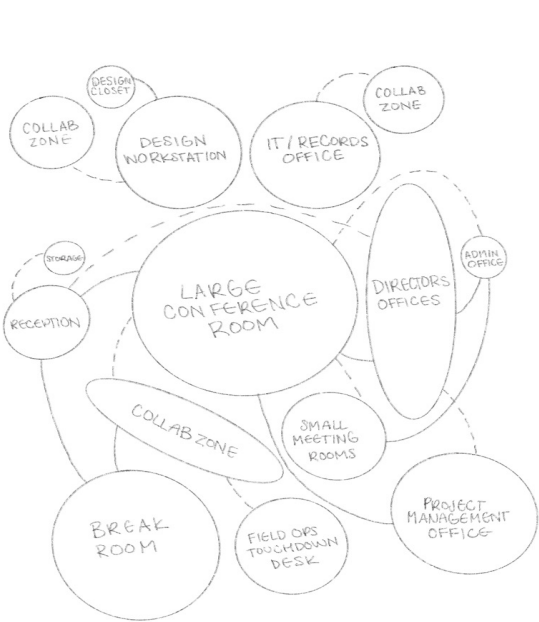 DESIGN
CLOSET
COLLAB
ZONE
DESIGN
WORKSTATION
IT/RECORDS
OFFICE
COLLAB
ZONE
STORAGE
RECEPTION
LARGE
CONFERENCE
ROOM
DIRECTORS
OFFICES
ADMIN
OFFICE
COLLAB ZONE
SMALL
MEETING
ROOMS
BREAK
ROOM
FIELD OPS
TOUCHDOWN
DESK
PROJECT
MANAGEMENT
OFFICE